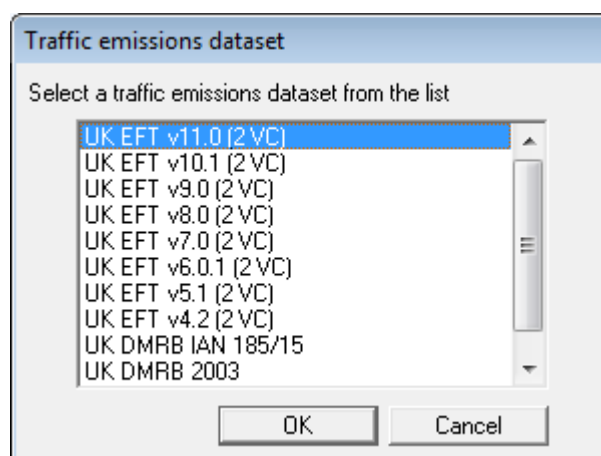 Traffic emissions dataset
Select a traffic emissions dataset from the list
UK EFT v11.0 (2 VC)
UK EFT v10.1 (2 VC)
UK EFT v9.0 (2 VC)
UK EFT v8.0 (2 VC)
UK EFT v7.0 (2 VC)
UK EFT v6.0.1 (2 VC)
UK EFT v5.1 (2 VC)
UK EFT v4.2 (2 VC)
UK DMRB IAN 185/15
UK DMRB 2003
OK Cancel